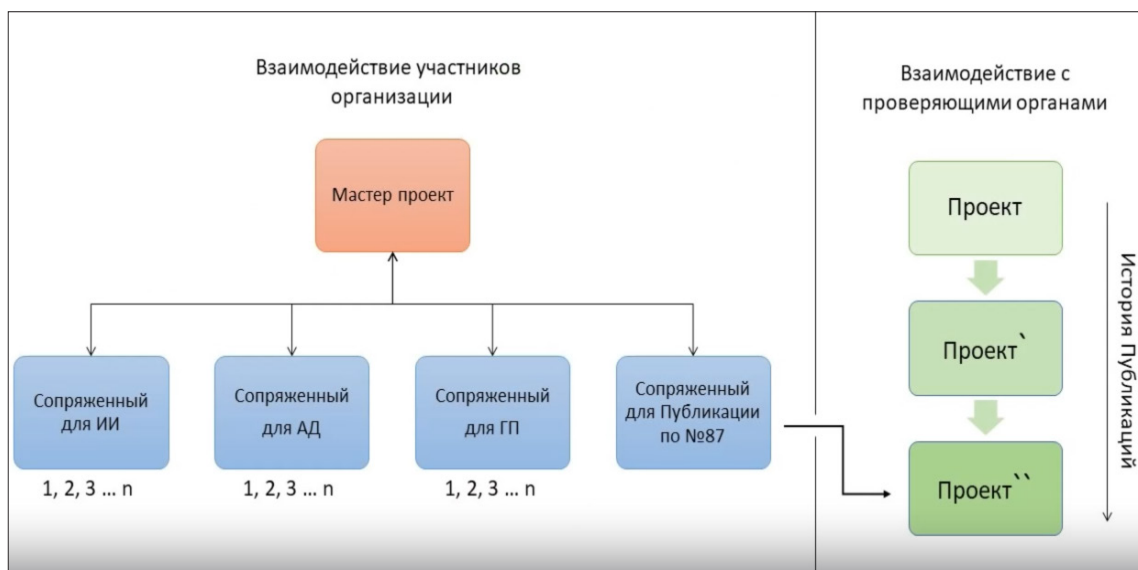 Взаимодействие участников
организации
Мастер проект
Сопряженный
для ИИ
Сопряженный
для АД
Сопряженный
для ГП
Сопряженный
для Публикации
по №87
1, 2, 3 ... n
1, 2, 3 ... n
1, 2, 3 ... n
Взаимодействие с
проверяющими органами
Проект
Проект`
Проект``
История Публикаций